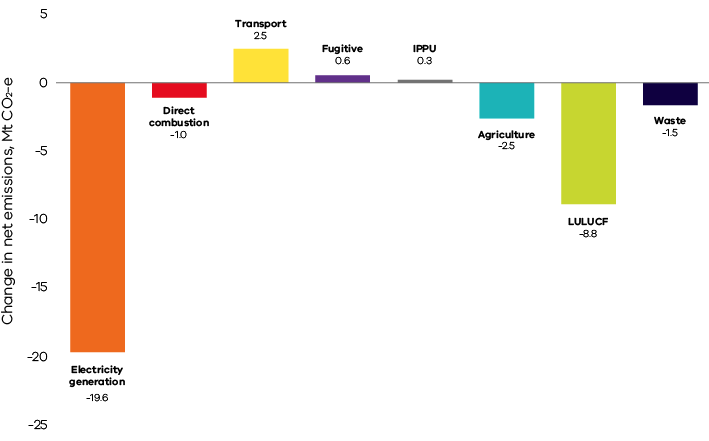 Change in net emissions, Mt CO₂-e
5
0
-5
-10
-15
-20
-25
Electricity
generation
-19.6
Direct
combustion
-1.0
Transport
2.5
Fugitive
0.6
IPPU
0.3
Agriculture
-2.5
LULUCF
-8.8
Waste
-1.5